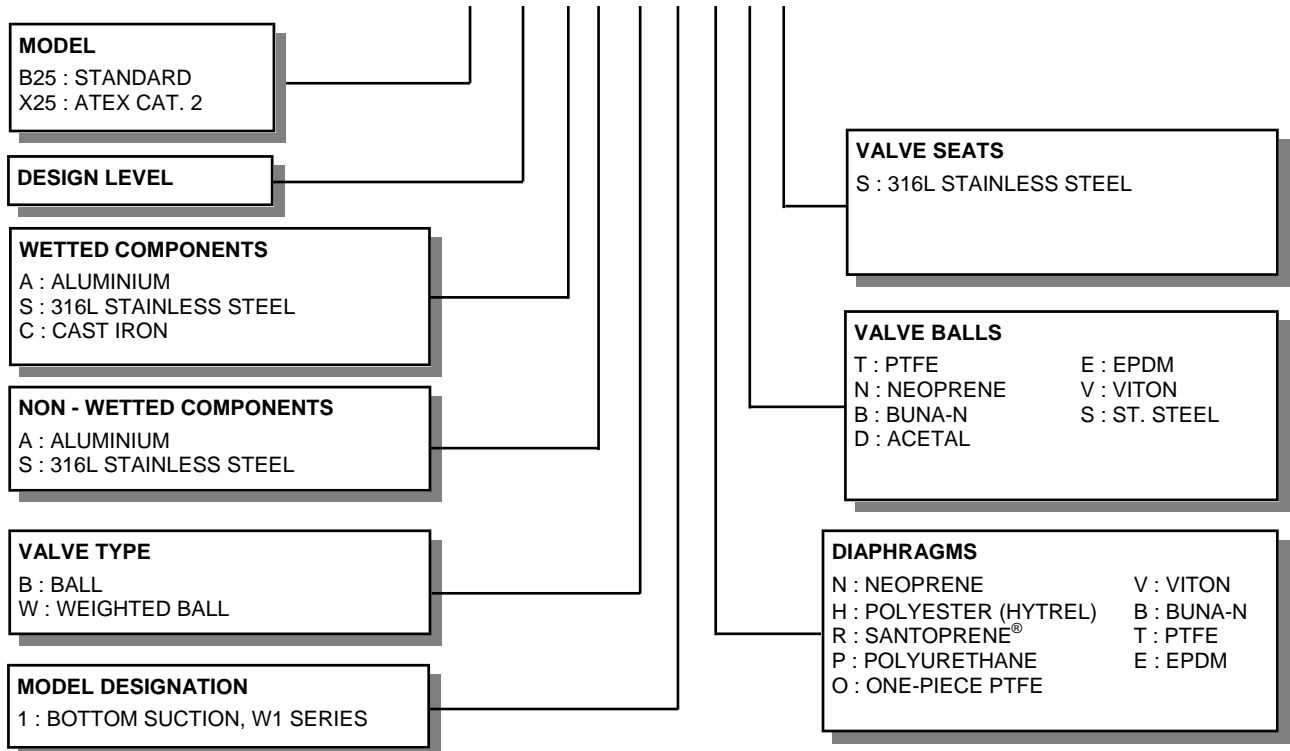 MODEL
B25 : STANDARD
X25 : ATEX CAT. 2
DESIGN LEVEL
WETTED COMPONENTS
A : ALUMINIUM
S : 316L STAINLESS STEEL
C : CAST IRON
NON - WETTED COMPONENTS
A : ALUMINIUM
S : 316L STAINLESS STEEL
VALVE TYPE
B : BALL
W : WEIGHTED BALL
MODEL DESIGNATION
1 : BOTTOM SUCTION, W1 SERIES
VALVE SEATS
S : 316L STAINLESS STEEL
VALVE BALLS
T : PTFE E : EPDM
N : NEOPRENE V : VITON
B : BUNA-N S : ST. STEEL
D : ACETAL
DIAPHRAGMS
N : NEOPRENE V : VITON
H : POLYESTER (HYTREL) B : BUNA-N
R : SANTOPRENE® T : PTFE
P : POLYURETHANE E : EPDM
O : ONE-PIECE PTFE